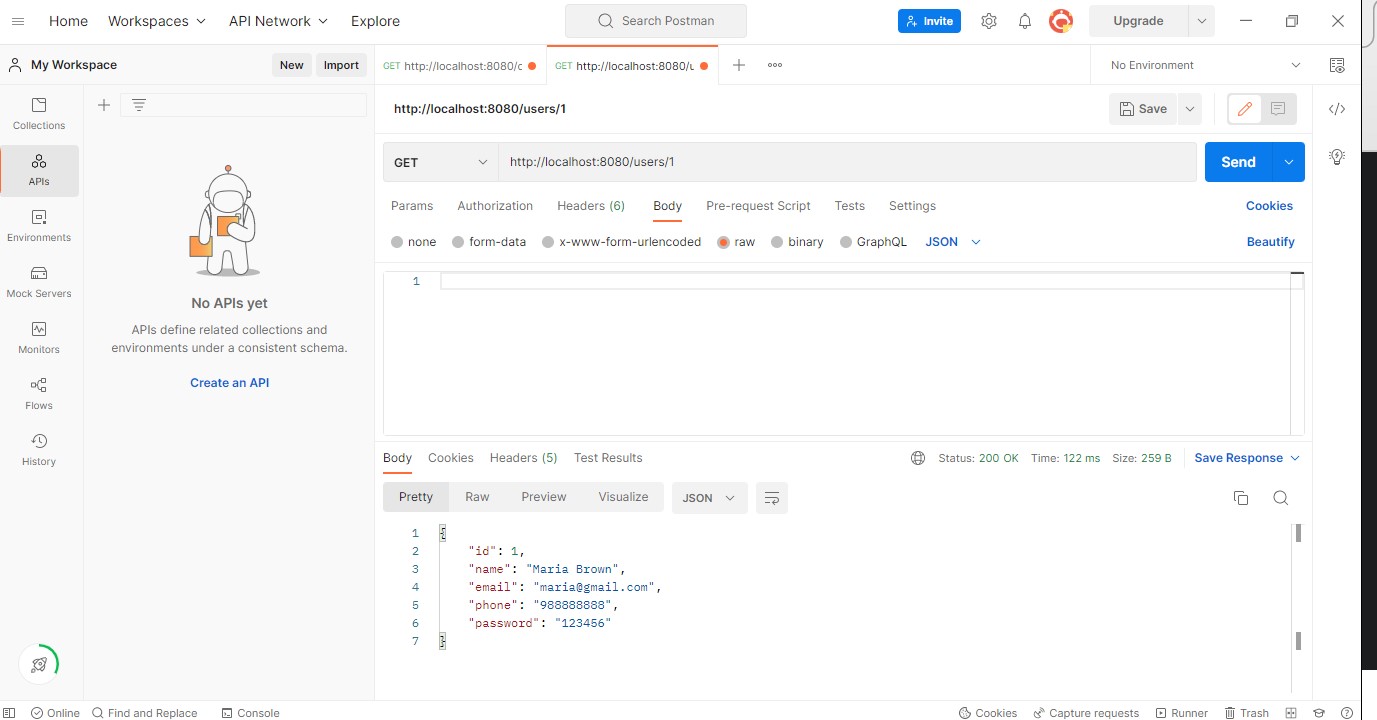 Home Workspaces API Network Explore Search Postman Invite Upgrade
My Workspace New Import GET http://localhost:8080/ GET http://localhost:8080/ No Environment
Collections
APIs
Environments
Mock Servers
Monitors
Flows
History
No APIs yet
APIs define related collections and
environments under a consistent schema.
Create an API
http://localhost:8080/users/1 Save
GET http://localhost:8080/users/1 Send
Params Authorization Headers (6) Body Pre-request Script Tests Settings Cookies
none form-data x-www-form-urlencoded raw binary GraphQL JSON Beautify
1
Body Cookies Headers (5) Test Results Status: 200 OK Time: 122 ms Size: 259 B Save Response
Pretty Raw Preview Visualize JSON
1 {
2 "id": 1,
3 "name": "Maria Brown",
4 "email": "maria@gmail.com",
5 "phone": "988888888",
6 "password": "123456"
7 }
Online Find and Replace Console Cookies Capture requests Runner Trash